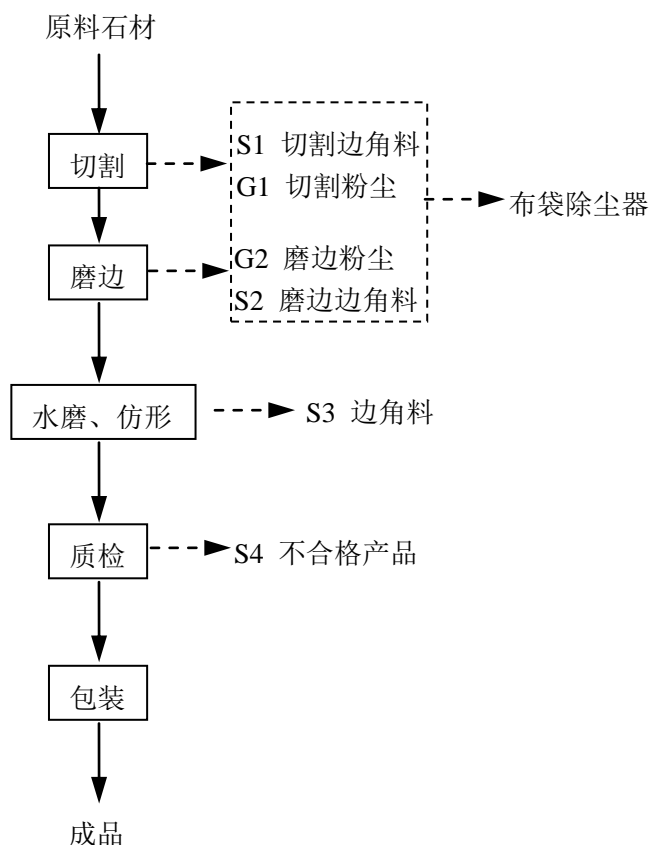 原料石材
切割
S1 切割边角料
G1 切割粉尘
布袋除尘器
磨边
G2 磨边粉尘
S2 磨边边角料
水磨、仿形
S3 边角料
质检
S4 不合格产品
包装
成品